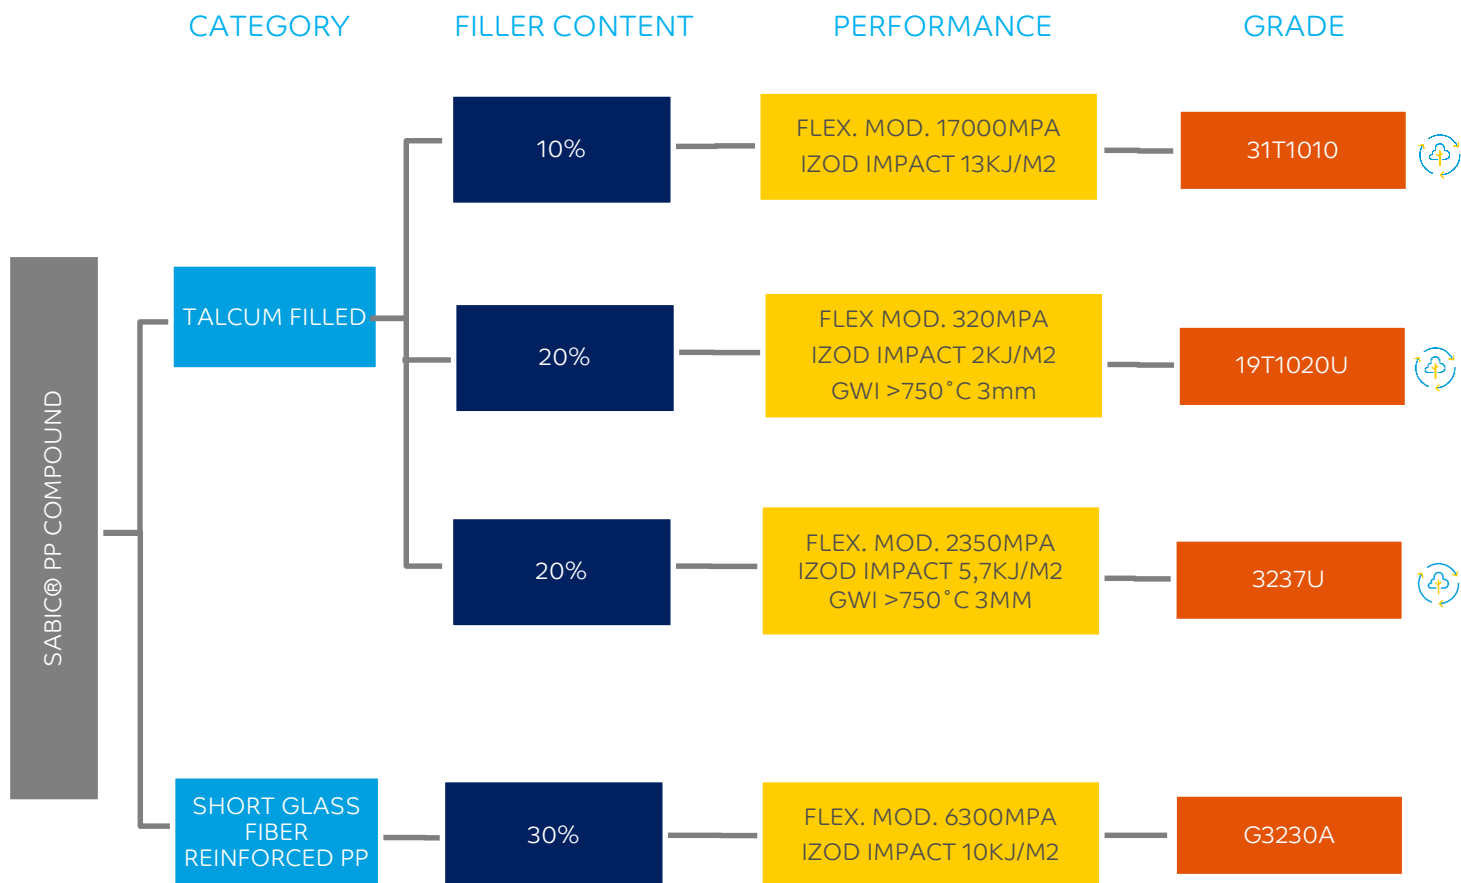 CATEGORY
FILLER CONTENT
PERFORMANCE
GRADE
SABIC® PP COMPOUND
TALCUM FILLED
10%
FLEX. MOD. 17000MPA
IZOD IMPACT 13KJ/M2
31T1010
20%
FLEX MOD. 320MPA
IZOD IMPACT 2KJ/M2
GWI >750°C 3mm
19T1020U
20%
FLEX. MOD. 2350MPA
IZOD IMPACT 5,7KJ/M2
GWI >750°C 3MM
3237U
SHORT GLASS
FIBER
REINFORCED PP
30%
FLEX. MOD. 6300MPA
IZOD IMPACT 10KJ/M2
G3230A